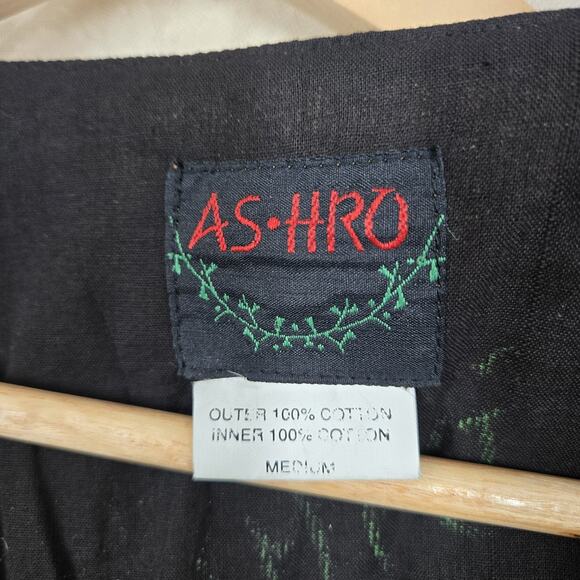 AS•HRO
OUTER 100% COTTON
INNER 100% COTTON
MEDIUM